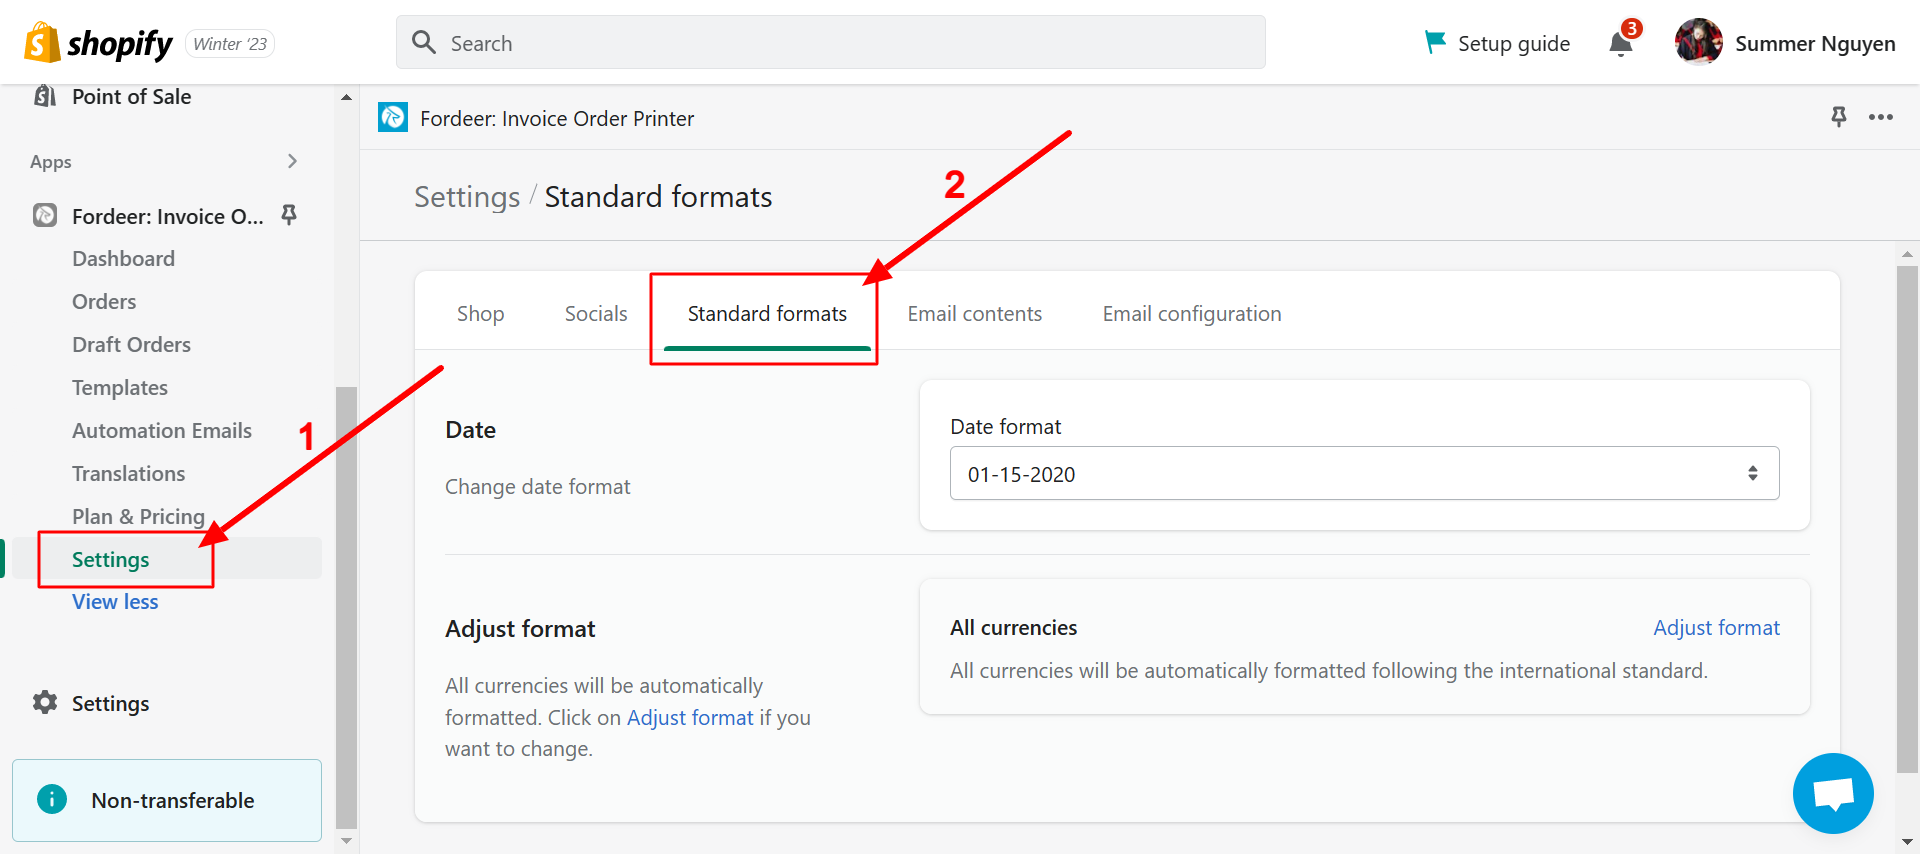 shopify
Winter ‘23
Search
Setup guide
3
Summer Nguyen
Point of Sale
Apps
Fordeer: Invoice O...
Dashboard
Orders
Draft Orders
Templates
Automation Emails
Translations
Plan & Pricing
Settings
View less
Settings
Non-transferable
1
Fordeer: Invoice Order Printer
Settings / Standard formats
2
Shop
Socials
Standard formats
Email contents
Email configuration
Date
Change date format
Date format
01-15-2020
Adjust format
All currencies will be automatically
formatted. Click on Adjust format if you
want to change.
All currencies
Adjust format
All currencies will be automatically formatted following the international standard.